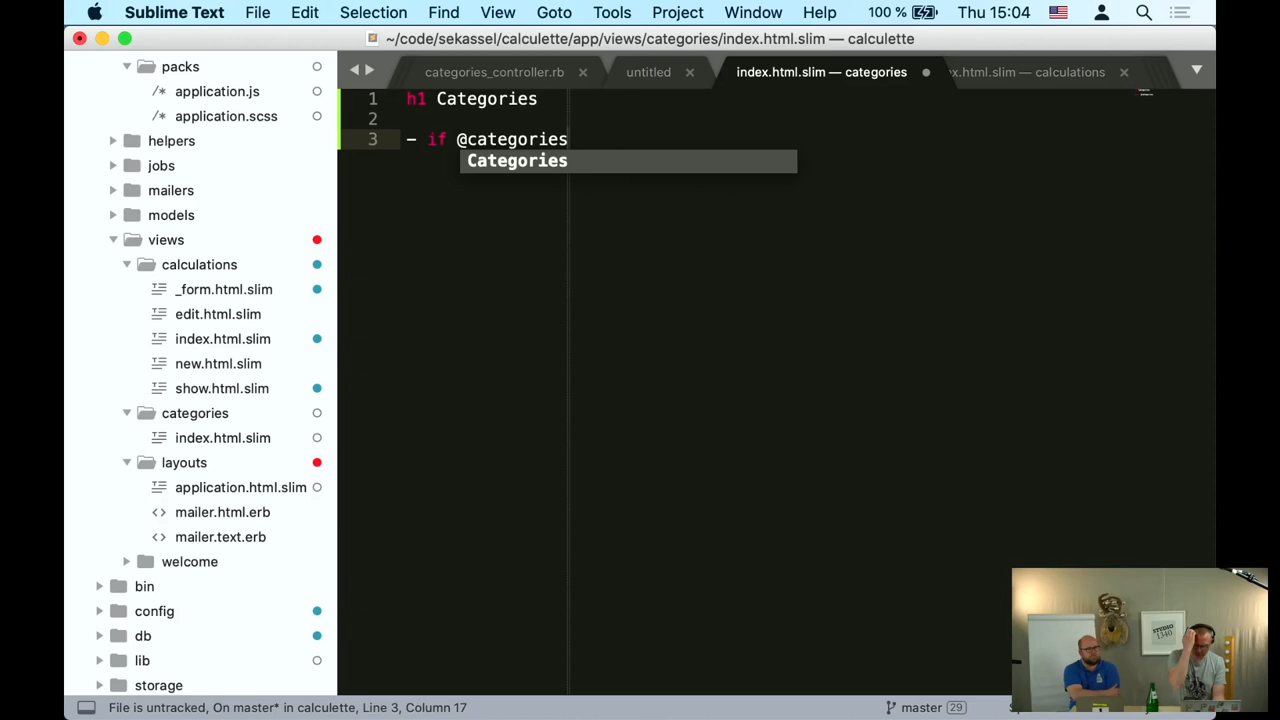 Sublime Text File Edit Selection Find View Goto Tools Project Window Help 100 % Thu 15:04
~/code/sekassel/calculette/app/views/categories/index.html.slim — calculette
categories_controller.rb untitled index.html.slim — categories x.html.slim — calculations
packs
application.js
application.scss
helpers
jobs
mailers
models
views
calculations
_form.html.slim
edit.html.slim
index.html.slim
new.html.slim
show.html.slim
categories
index.html.slim
layouts
application.html.slim
mailer.html.erb
mailer.text.erb
welcome
bin
config
db
lib
storage
1 h1 Categories
2
3 - if @categories
Categories
STUDIO
1340
File is untracked, On master* in calculette, Line 3, Column 17 master 29